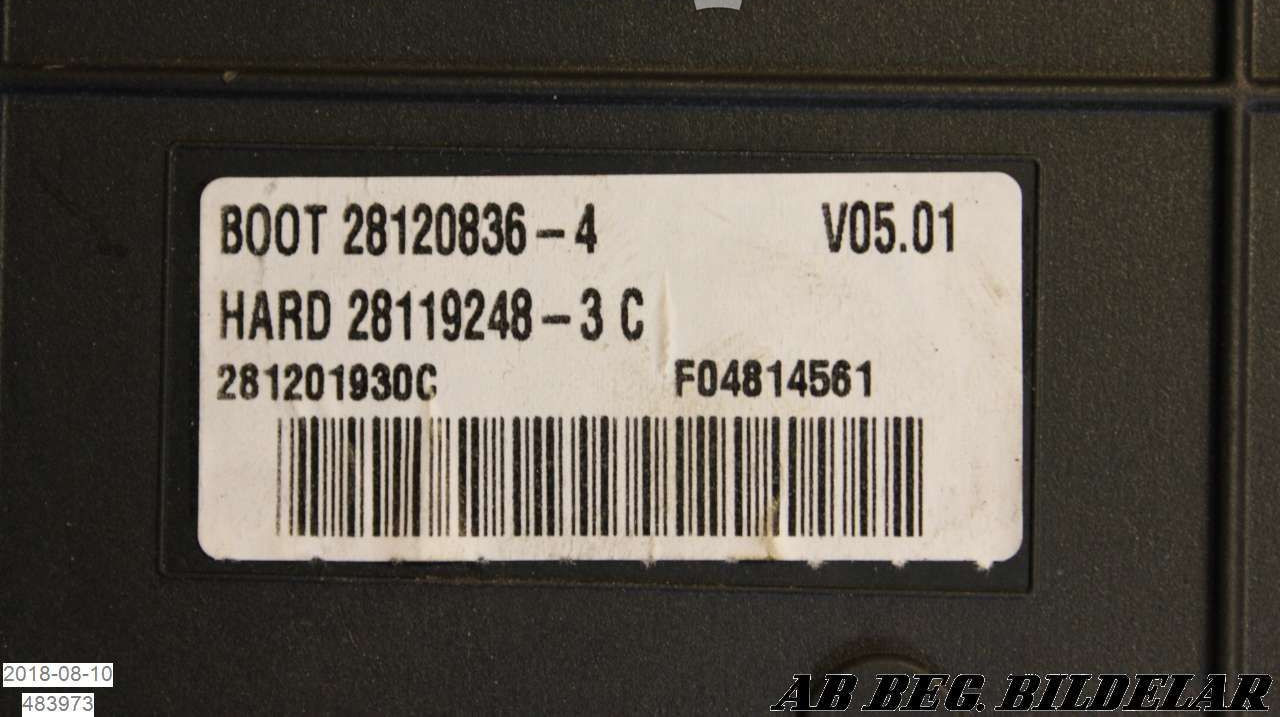 BOOT 28120836-4 V05.01
HARD 28119248-3 C
281201930C F04814561
2018-08-10
483973
AB BEG. BILDELAR